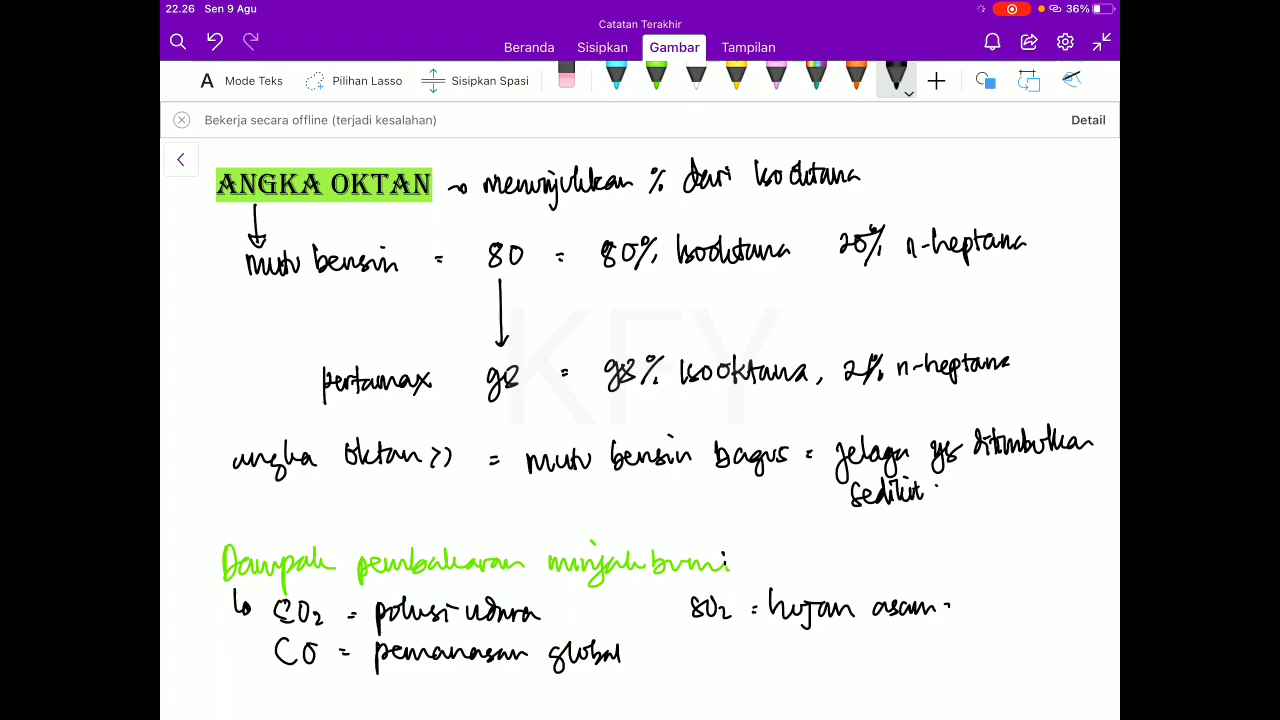 22.26 Sen 9 Agu 36%
Catatan Terakhir
Beranda Sisipkan Gambar Tampilan
A Mode Teks Pilihan Lasso Sisipkan Spasi
Bekerja secara offline (terjadi kesalahan) Detail
ANGKA OKTAN → menunjukkan % dari Isooktana
mutu bensin = 80 = 80% Isooktana 20% n-heptana
pertamax 98 = 98% Isooktana, 2% n-heptana
KFY
angka oktan >> = mutu bensin bagus = jelaga yg ditimbulkan
sedikit.
Dampak pembakaran minyak bumi:
↳ CO2 = polusi udara SO2 = hujan asam.
CO = pemanasan global